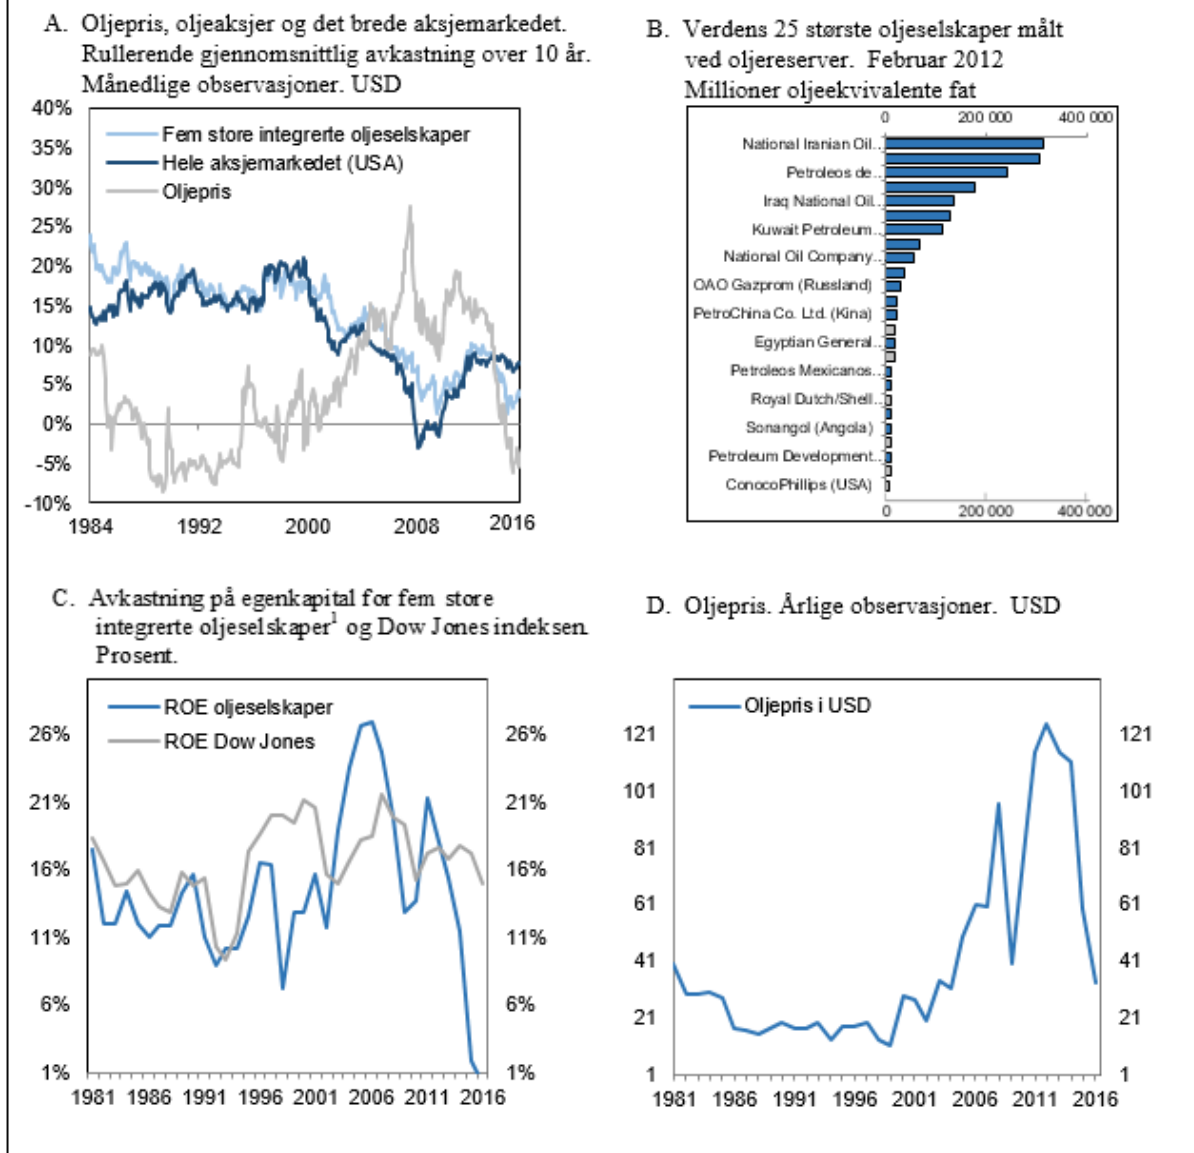 A. Oljepris, oljeaksjer og det brede aksjemarkedet.
Rullerende gjennomsnittlig avkastning over 10 år.
Månedlige observasjoner. USD
40%
35%
30%
25%
20%
15%
10%
5%
0%
-5%
-10%
Fem store integrerte oljeselskaper
Hele aksjemarkedet (USA)
Oljepris
1984 1992 2000 2008 2016
B. Verdens 25 største oljeselskaper målt
ved oljereserver. Februar 2012
Millioner oljeekvivalente fat
0 200 000 400 000
National Iranian Oil..
Petroleos de..
Iraq National Oil..
Kuwait Petroleum..
National Oil Company..
OAO Gazprom (Russland)
PetroChina Co. Ltd. (Kina)
Egyptian General..
Petroleos Mexicanos..
Royal Dutch/Shell..
Sonangol (Angola)
Petroleum Development..
ConocoPhillips (USA)
0 200 000 400 000
C. Avkastning på egenkapital for fem store
integrerte oljeselskaper¹ og Dow Jones indeksen.
Prosent.
ROE oljeselskaper
ROE Dow Jones
26% 26%
21% 21%
16% 16%
11% 11%
6% 6%
1% 1%
1981 1986 1991 1996 2001 2006 2011 2016
D. Oljepris. Årlige observasjoner. USD
Oljepris i USD
121 121
101 101
81 81
61 61
41 41
21 21
1 1
1981 1986 1991 1996 2001 2006 2011 2016